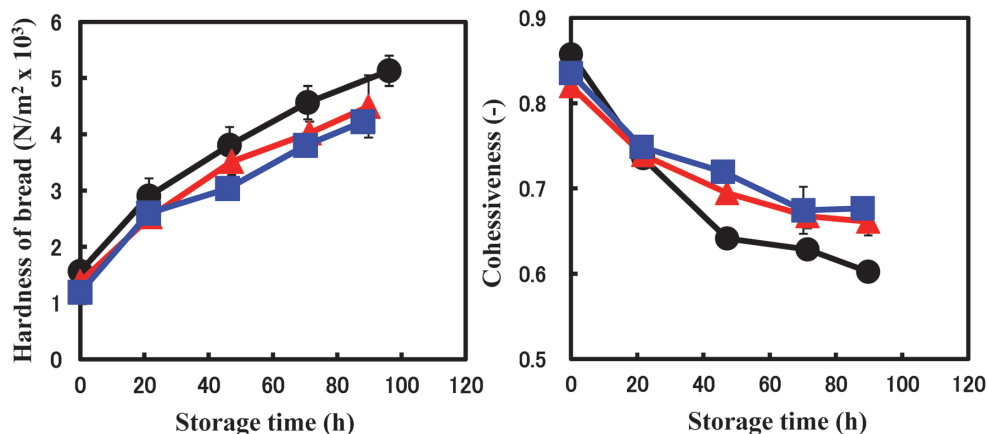 Hardness of bread (N/m² x 10³)
6
5
4
3
2
1
0
0 20 40 60 80 100 120
Storage time (h)
Cohessiveness (-)
0.9
0.8
0.7
0.6
0.5
0 20 40 60 80 100 120
Storage time (h)